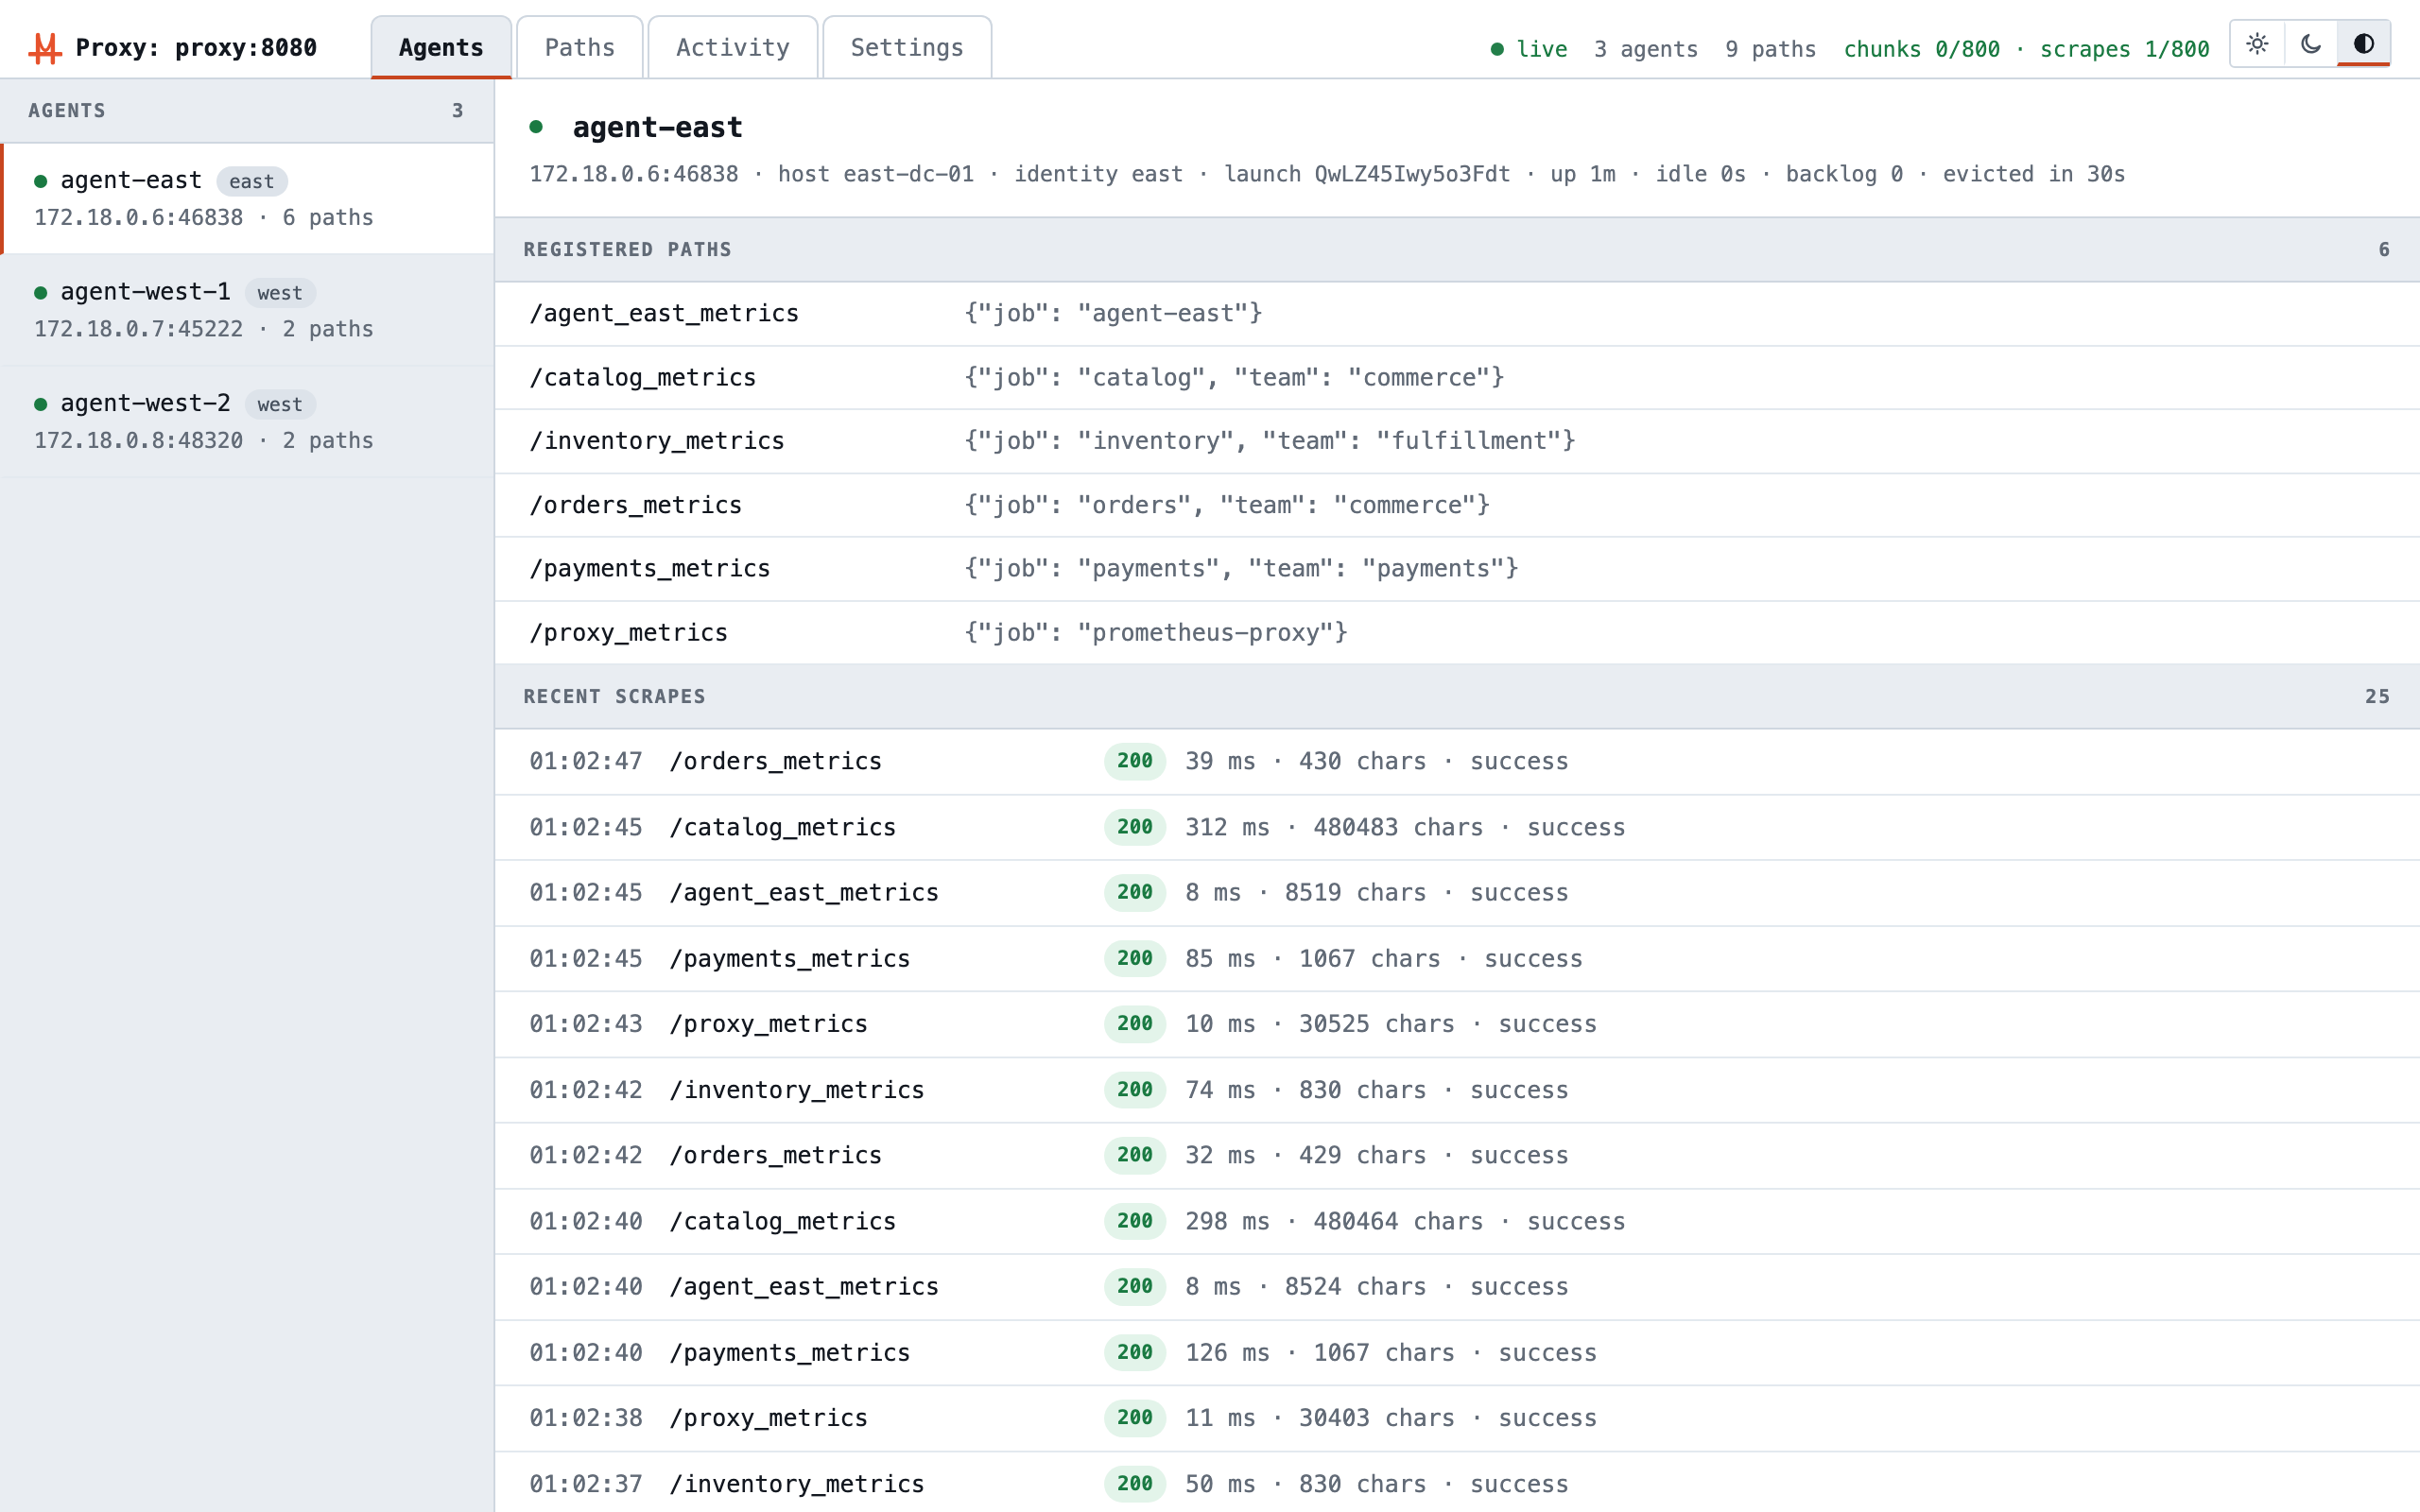 Proxy: proxy:8080 Agents Paths Activity Settings live 3 agents 9 paths chunks 0/800 · scrapes 1/800
AGENTS 3
agent-east east
172.18.0.6:46838 · 6 paths
agent-west-1 west
172.18.0.7:45222 · 2 paths
agent-west-2 west
172.18.0.8:48320 · 2 paths
agent-east
172.18.0.6:46838 · host east-dc-01 · identity east · launch QwLZ45Iwy5o3Fdt · up 1m · idle 0s · backlog 0 · evicted in 30s
REGISTERED PATHS 6
/agent_east_metrics {"job": "agent-east"}
/catalog_metrics {"job": "catalog", "team": "commerce"}
/inventory_metrics {"job": "inventory", "team": "fulfillment"}
/orders_metrics {"job": "orders", "team": "commerce"}
/payments_metrics {"job": "payments", "team": "payments"}
/proxy_metrics {"job": "prometheus-proxy"}
RECENT SCRAPES 25
01:02:47 /orders_metrics 200 39 ms · 430 chars · success
01:02:45 /catalog_metrics 200 312 ms · 480483 chars · success
01:02:45 /agent_east_metrics 200 8 ms · 8519 chars · success
01:02:45 /payments_metrics 200 85 ms · 1067 chars · success
01:02:43 /proxy_metrics 200 10 ms · 30525 chars · success
01:02:42 /inventory_metrics 200 74 ms · 830 chars · success
01:02:42 /orders_metrics 200 32 ms · 429 chars · success
01:02:40 /catalog_metrics 200 298 ms · 480464 chars · success
01:02:40 /agent_east_metrics 200 8 ms · 8524 chars · success
01:02:40 /payments_metrics 200 126 ms · 1067 chars · success
01:02:38 /proxy_metrics 200 11 ms · 30403 chars · success
01:02:37 /inventory_metrics 200 50 ms · 830 chars · success